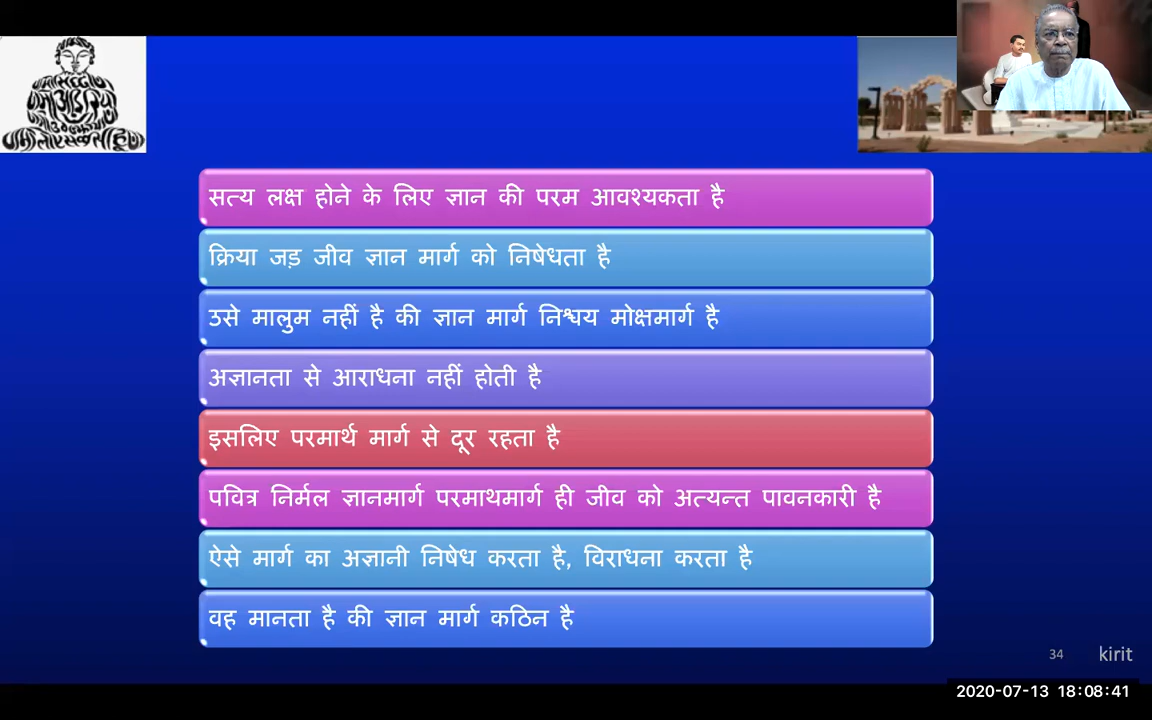 सत्य लक्ष होने के लिए ज्ञान की परम आवश्यकता है
क्रिया जड़ जीव ज्ञान मार्ग को निषेधता है
उसे मालुम नहीं है की ज्ञान मार्ग निश्चय मोक्षमार्ग है
अज्ञानता से आराधना नहीं होती है
इसलिए परमार्थ मार्ग से दूर रहता है
पवित्र निर्मल ज्ञानमार्ग परमाथमार्ग ही जीव को अत्यन्त पावनकारी है
ऐसे मार्ग का अज्ञानी निषेध करता है, विराधना करता है
वह मानता है की ज्ञान मार्ग कठिन है
34 kirit
2020-07-13 18:08:41